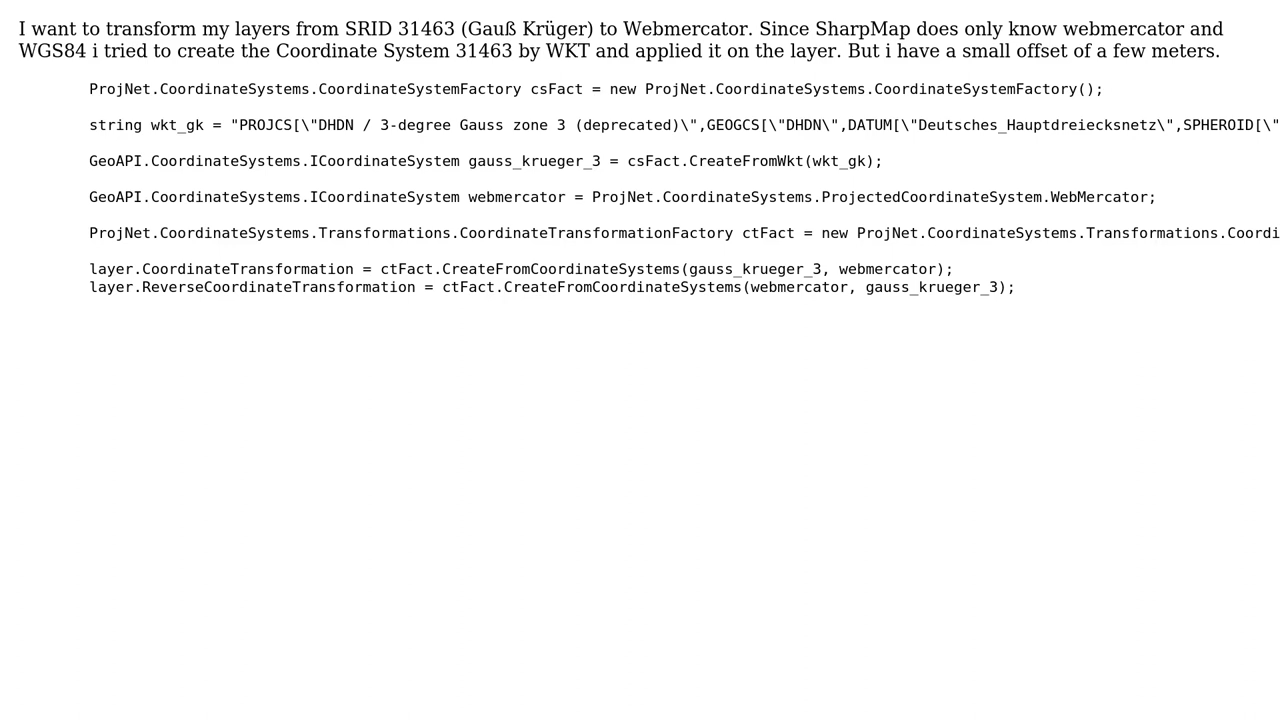 I want to transform my layers from SRID 31463 (Gauß Krüger) to Webmercator. Since SharpMap does only know webmercator and
WGS84 i tried to create the Coordinate System 31463 by WKT and applied it on the layer. But i have a small offset of a few meters.
ProjNet.CoordinateSystems.CoordinateSystemFactory csFact = new ProjNet.CoordinateSystems.CoordinateSystemFactory();
string wkt_gk = "PROJCS[\"DHDN / 3-degree Gauss zone 3 (deprecated)\",GEOGCS[\"DHDN\",DATUM[\"Deutsches_Hauptdreiecksnetz\",SPHEROID[\"
GeoAPI.CoordinateSystems.ICoordinateSystem gauss_krueger_3 = csFact.CreateFromWkt(wkt_gk);
GeoAPI.CoordinateSystems.ICoordinateSystem webmercator = ProjNet.CoordinateSystems.ProjectedCoordinateSystem.WebMercator;
ProjNet.CoordinateSystems.Transformations.CoordinateTransformationFactory ctFact = new ProjNet.CoordinateSystems.Transformations.Coordi
layer.CoordinateTransformation = ctFact.CreateFromCoordinateSystems(gauss_krueger_3, webmercator);
layer.ReverseCoordinateTransformation = ctFact.CreateFromCoordinateSystems(webmercator, gauss_krueger_3);